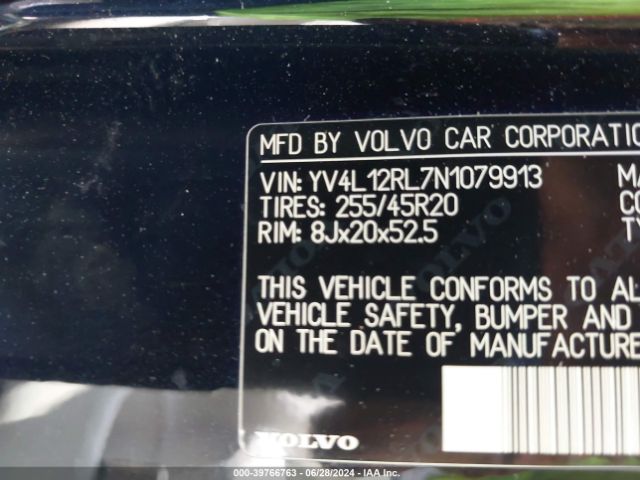 MFD BY VOLVO CAR CORPORATIO
VIN: YV4L12RL7N1079913
TIRES: 255/45R20
RIM: 8Jx20x52.5
THIS VEHICLE CONFORMS TO AL
VEHICLE SAFETY, BUMPER AND
ON THE DATE OF MANUFACTURE
VOLVO
000-39766763 | 06/28/2024 - IAA Inc.